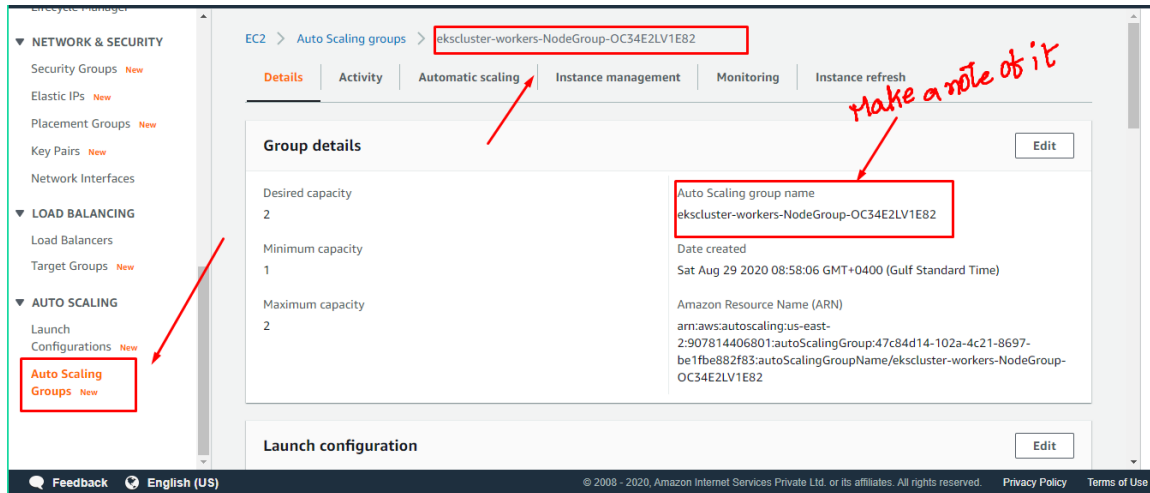 Lifecycle Manager
NETWORK & SECURITY
Security Groups New
Elastic IPs New
Placement Groups New
Key Pairs New
Network Interfaces
LOAD BALANCING
Load Balancers
Target Groups New
AUTO SCALING
Launch
Configurations New
Auto Scaling
Groups New
EC2 > Auto Scaling groups > ekscluster-workers-NodeGroup-OC34E2LV1E82
Details Activity Automatic scaling Instance management Monitoring Instance refresh
Make a note of it
Group details Edit
Desired capacity
2
Minimum capacity
1
Maximum capacity
2
Auto Scaling group name
ekscluster-workers-NodeGroup-OC34E2LV1E82
Date created
Sat Aug 29 2020 08:58:06 GMT+0400 (Gulf Standard Time)
Amazon Resource Name (ARN)
arn:aws:autoscaling:us-east-
2:907814406801:autoScalingGroup:47c84d14-102a-4c21-8697-
be1fbe882f83:autoScalingGroupName/ekscluster-workers-NodeGroup-
OC34E2LV1E82
Launch configuration Edit
Feedback English (US) © 2008 - 2020, Amazon Internet Services Private Ltd. or its affiliates. All rights reserved. Privacy Policy Terms of Use